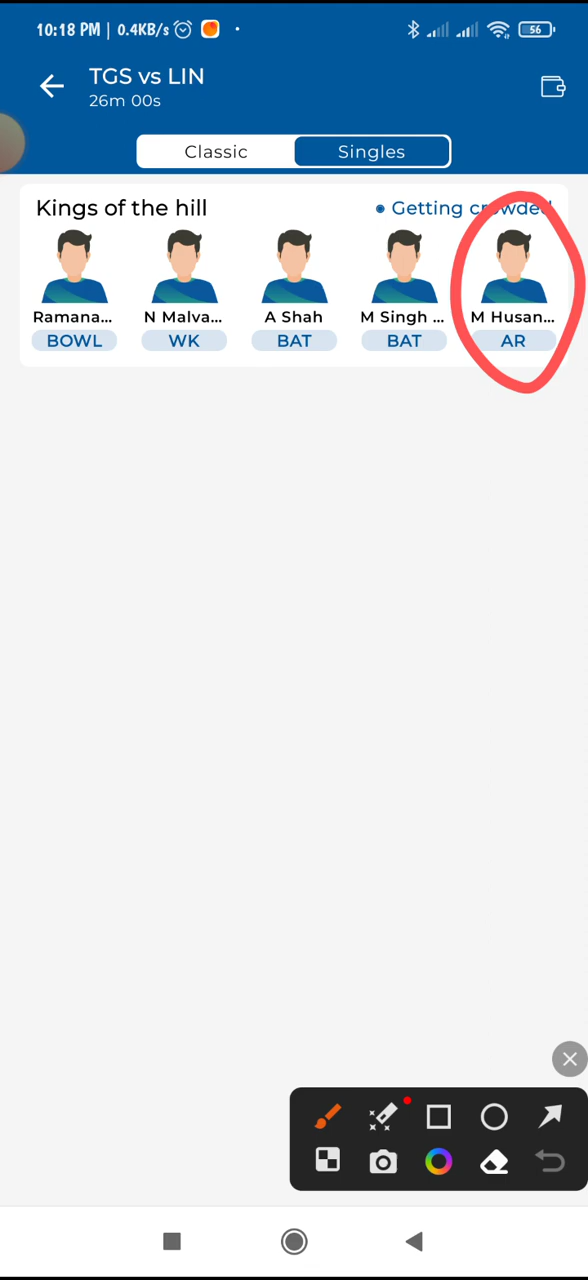 10:18 PM | 0.4KB/s
56
TGS vs LIN
26m 00s
Classic
Singles
Kings of the hill
Getting crowded
Ramana...
N Malva...
A Shah
M Singh ...
M Husan...
BOWL
WK
BAT
BAT
AR